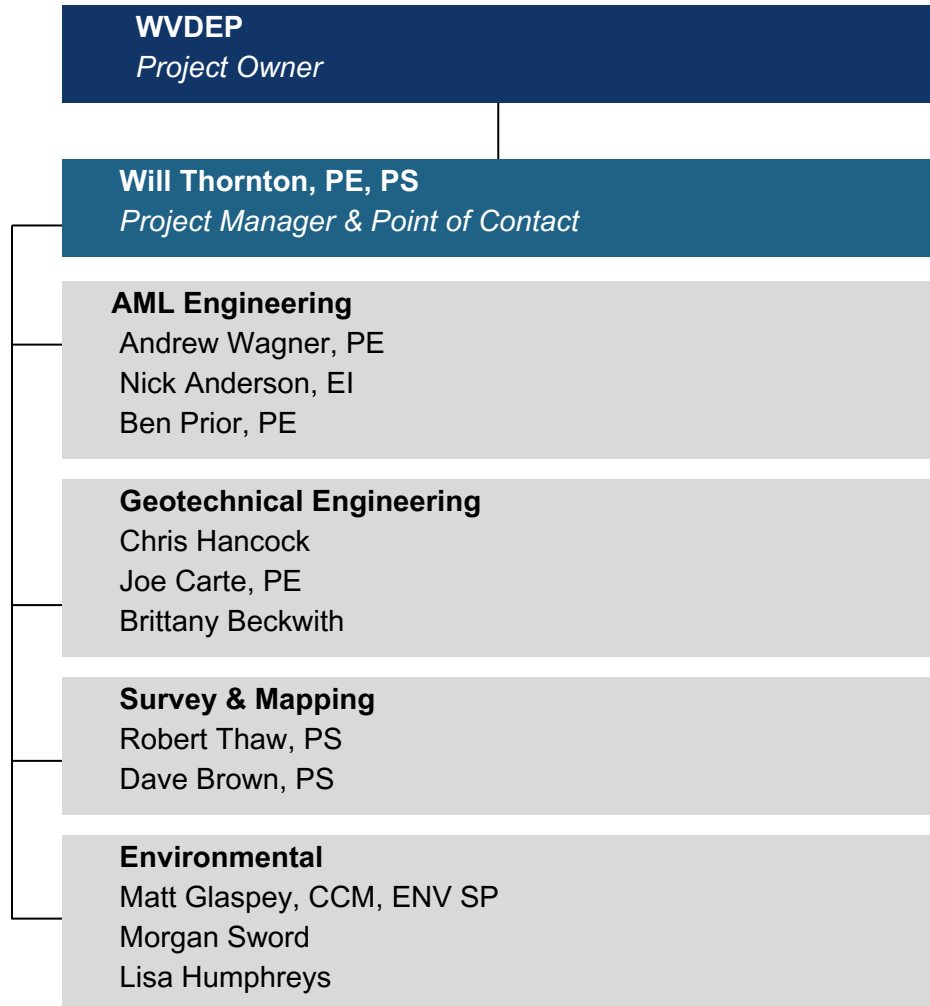 WVDEP
Project Owner
Will Thornton, PE, PS
Project Manager & Point of Contact
AML Engineering
Andrew Wagner, PE
Nick Anderson, EI
Ben Prior, PE
Geotechnical Engineering
Chris Hancock
Joe Carte, PE
Brittany Beckwith
Survey & Mapping
Robert Thaw, PS
Dave Brown, PS
Environmental
Matt Glaspey, CCM, ENV SP
Morgan Sword
Lisa Humphreys